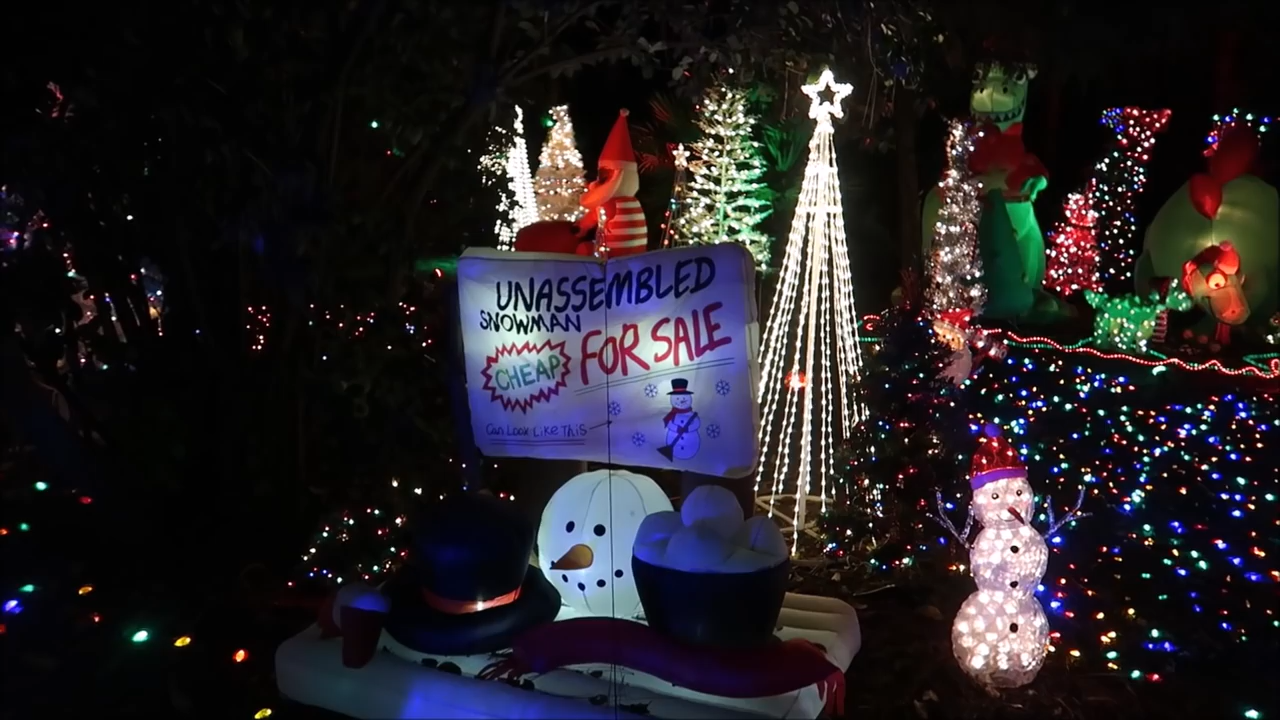 UNASSEMBLED
SNOWMAN
FOR SALE
CHEAP
Can Look Like This